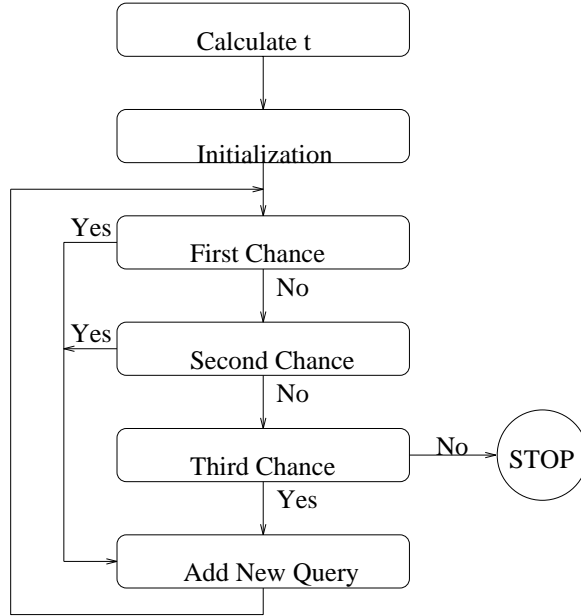 Calculate t
Initialization
Yes
First Chance
No
Yes
Second Chance
No
Third Chance
No
STOP
Yes
Add New Query